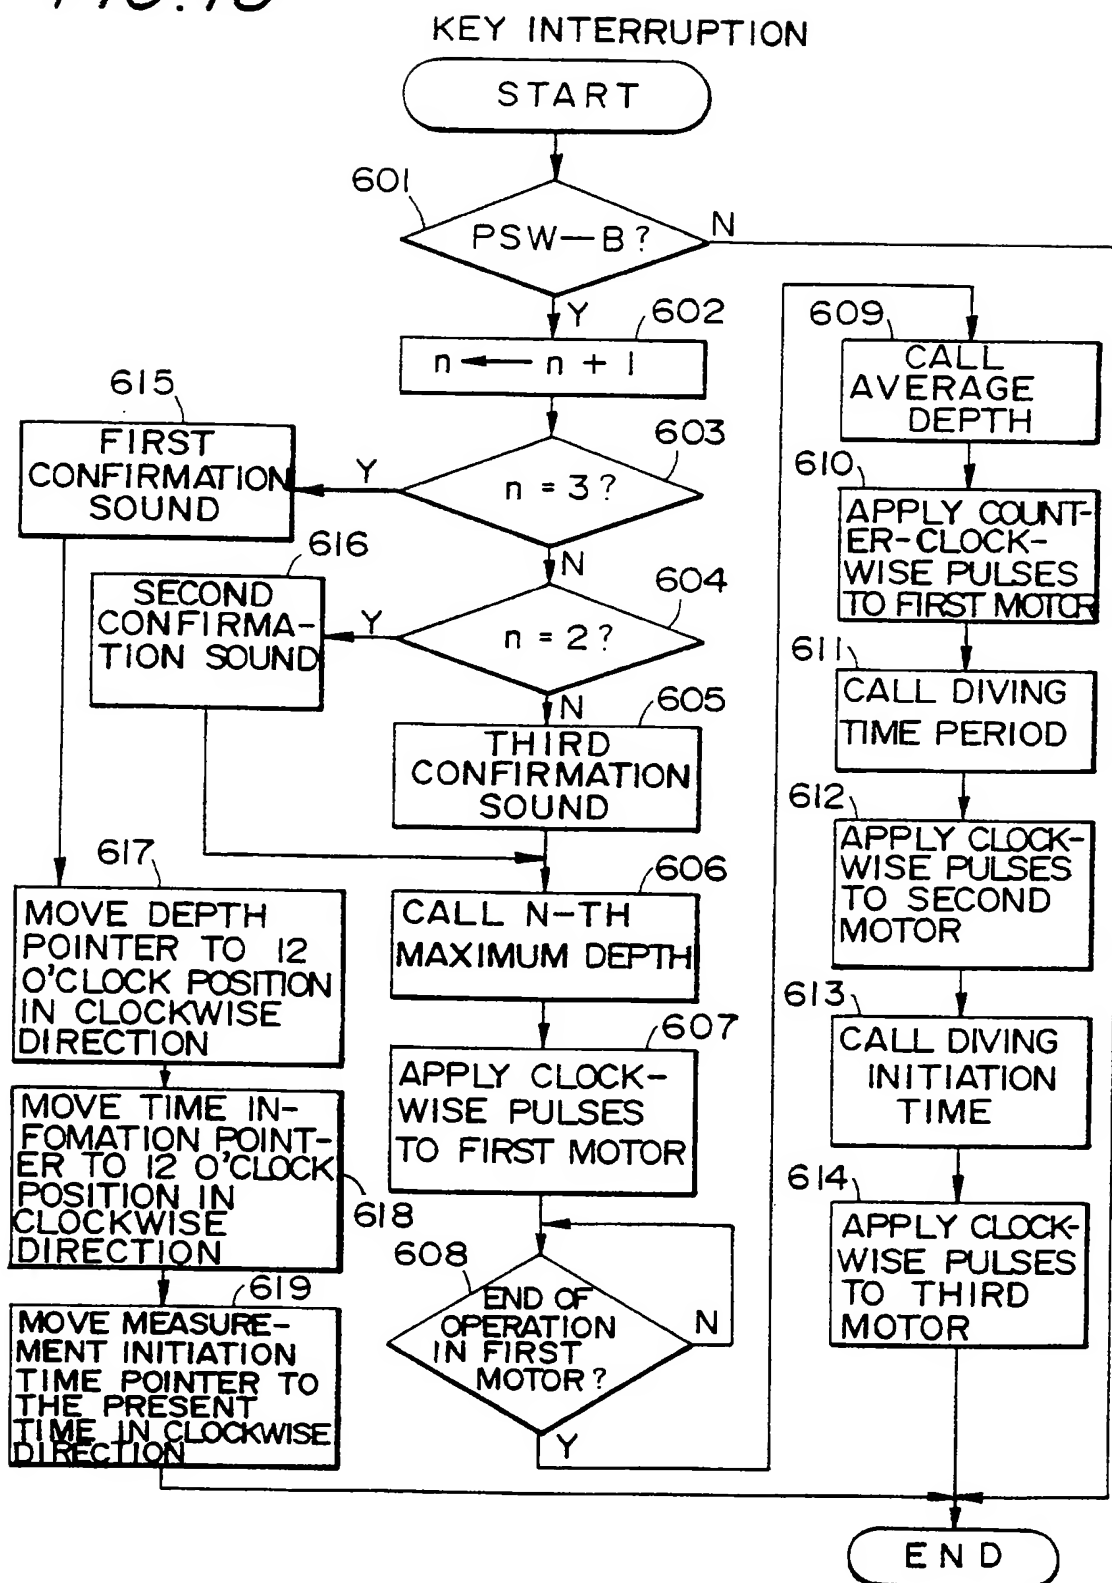 KEY INTERRUPTION
START
601
PSW—B?
N
Y
602
n ← n + 1
603
n = 3?
Y
N
615
FIRST
CONFIRMATION
SOUND
604
n = 2?
Y
N
616
SECOND
CONFIRMA-
TION SOUND
605
THIRD
CONFIRMATION
SOUND
606
CALL N-TH
MAXIMUM DEPTH
607
APPLY CLOCK-
WISE PULSES
TO FIRST MOTOR
608
END OF
OPERATION
IN FIRST
MOTOR?
N
Y
609
CALL
AVERAGE
DEPTH
610
APPLY COUNT-
ER-CLOCK-
WISE PULSES
TO FIRST MOTOR
611
CALL DIVING
TIME PERIOD
612
APPLY CLOCK-
WISE PULSES
TO SECOND
MOTOR
613
CALL DIVING
INITIATION
TIME
614
APPLY CLOCK-
WISE PULSES
TO THIRD
MOTOR
617
MOVE DEPTH
POINTER TO 12
O'CLOCK POSITION
IN CLOCKWISE
DIRECTION
618
MOVE TIME IN-
FOMATION POINT-
ER TO 12 O'CLOCK
POSITION IN
CLOCKWISE
DIRECTION
619
MOVE MEASURE-
MENT INITIATION
TIME POINTER TO
THE PRESENT
TIME IN CLOCKWISE
DIRECTION
END